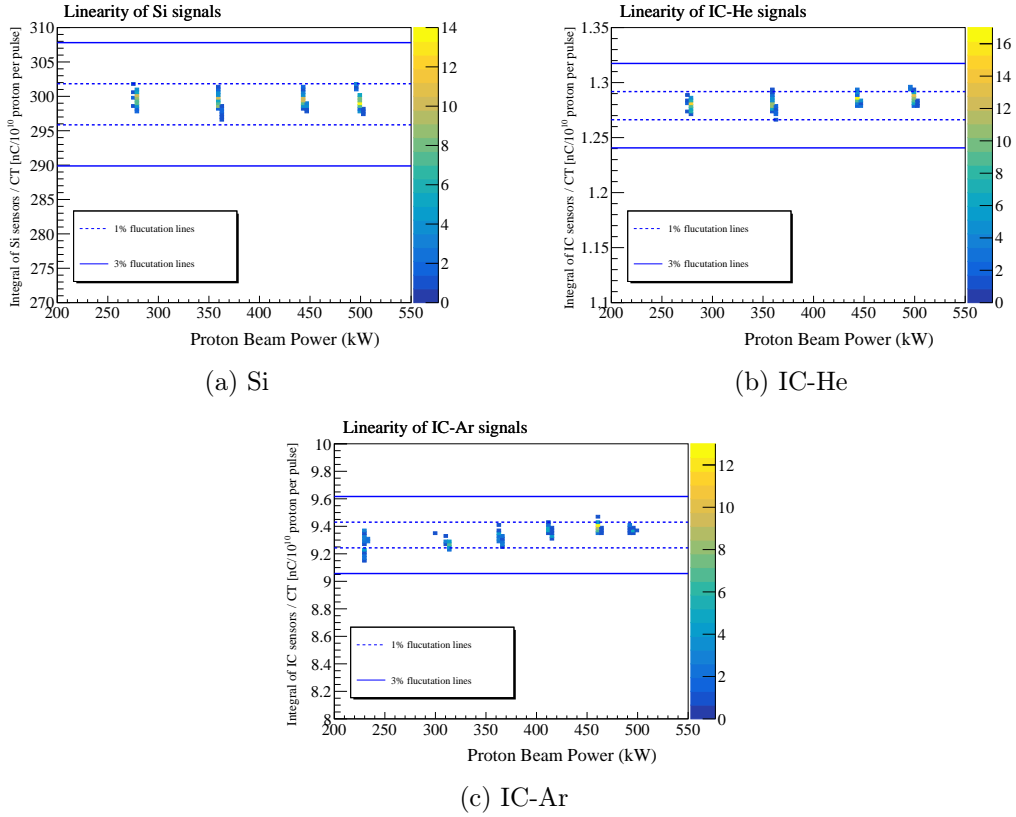 Linearity of Si signals
Integral of Si sensors / CT [nC/10^10 proton per pulse]
310
305
300
295
290
285
280
275
270
1% flucutation lines
3% flucutation lines
200 250 300 350 400 450 500 550
Proton Beam Power (kW)
14
12
10
8
6
4
2
0
(a) Si
Linearity of IC-He signals
Integral of IC sensors / CT [nC/10^10 proton per pulse]
1.35
1.3
1.25
1.2
1.15
1.1
1% flucutation lines
3% flucutation lines
200 250 300 350 400 450 500 550
Proton Beam Power (kW)
16
14
12
10
8
6
4
2
0
(b) IC-He
Linearity of IC-Ar signals
Integral of IC sensors / CT [nC/10^10 proton per pulse]
10
9.8
9.6
9.4
9.2
9
8.8
8.6
8.4
8.2
8
1% flucutation lines
3% flucutation lines
200 250 300 350 400 450 500 550
Proton Beam Power (kW)
12
10
8
6
4
2
0
(c) IC-Ar